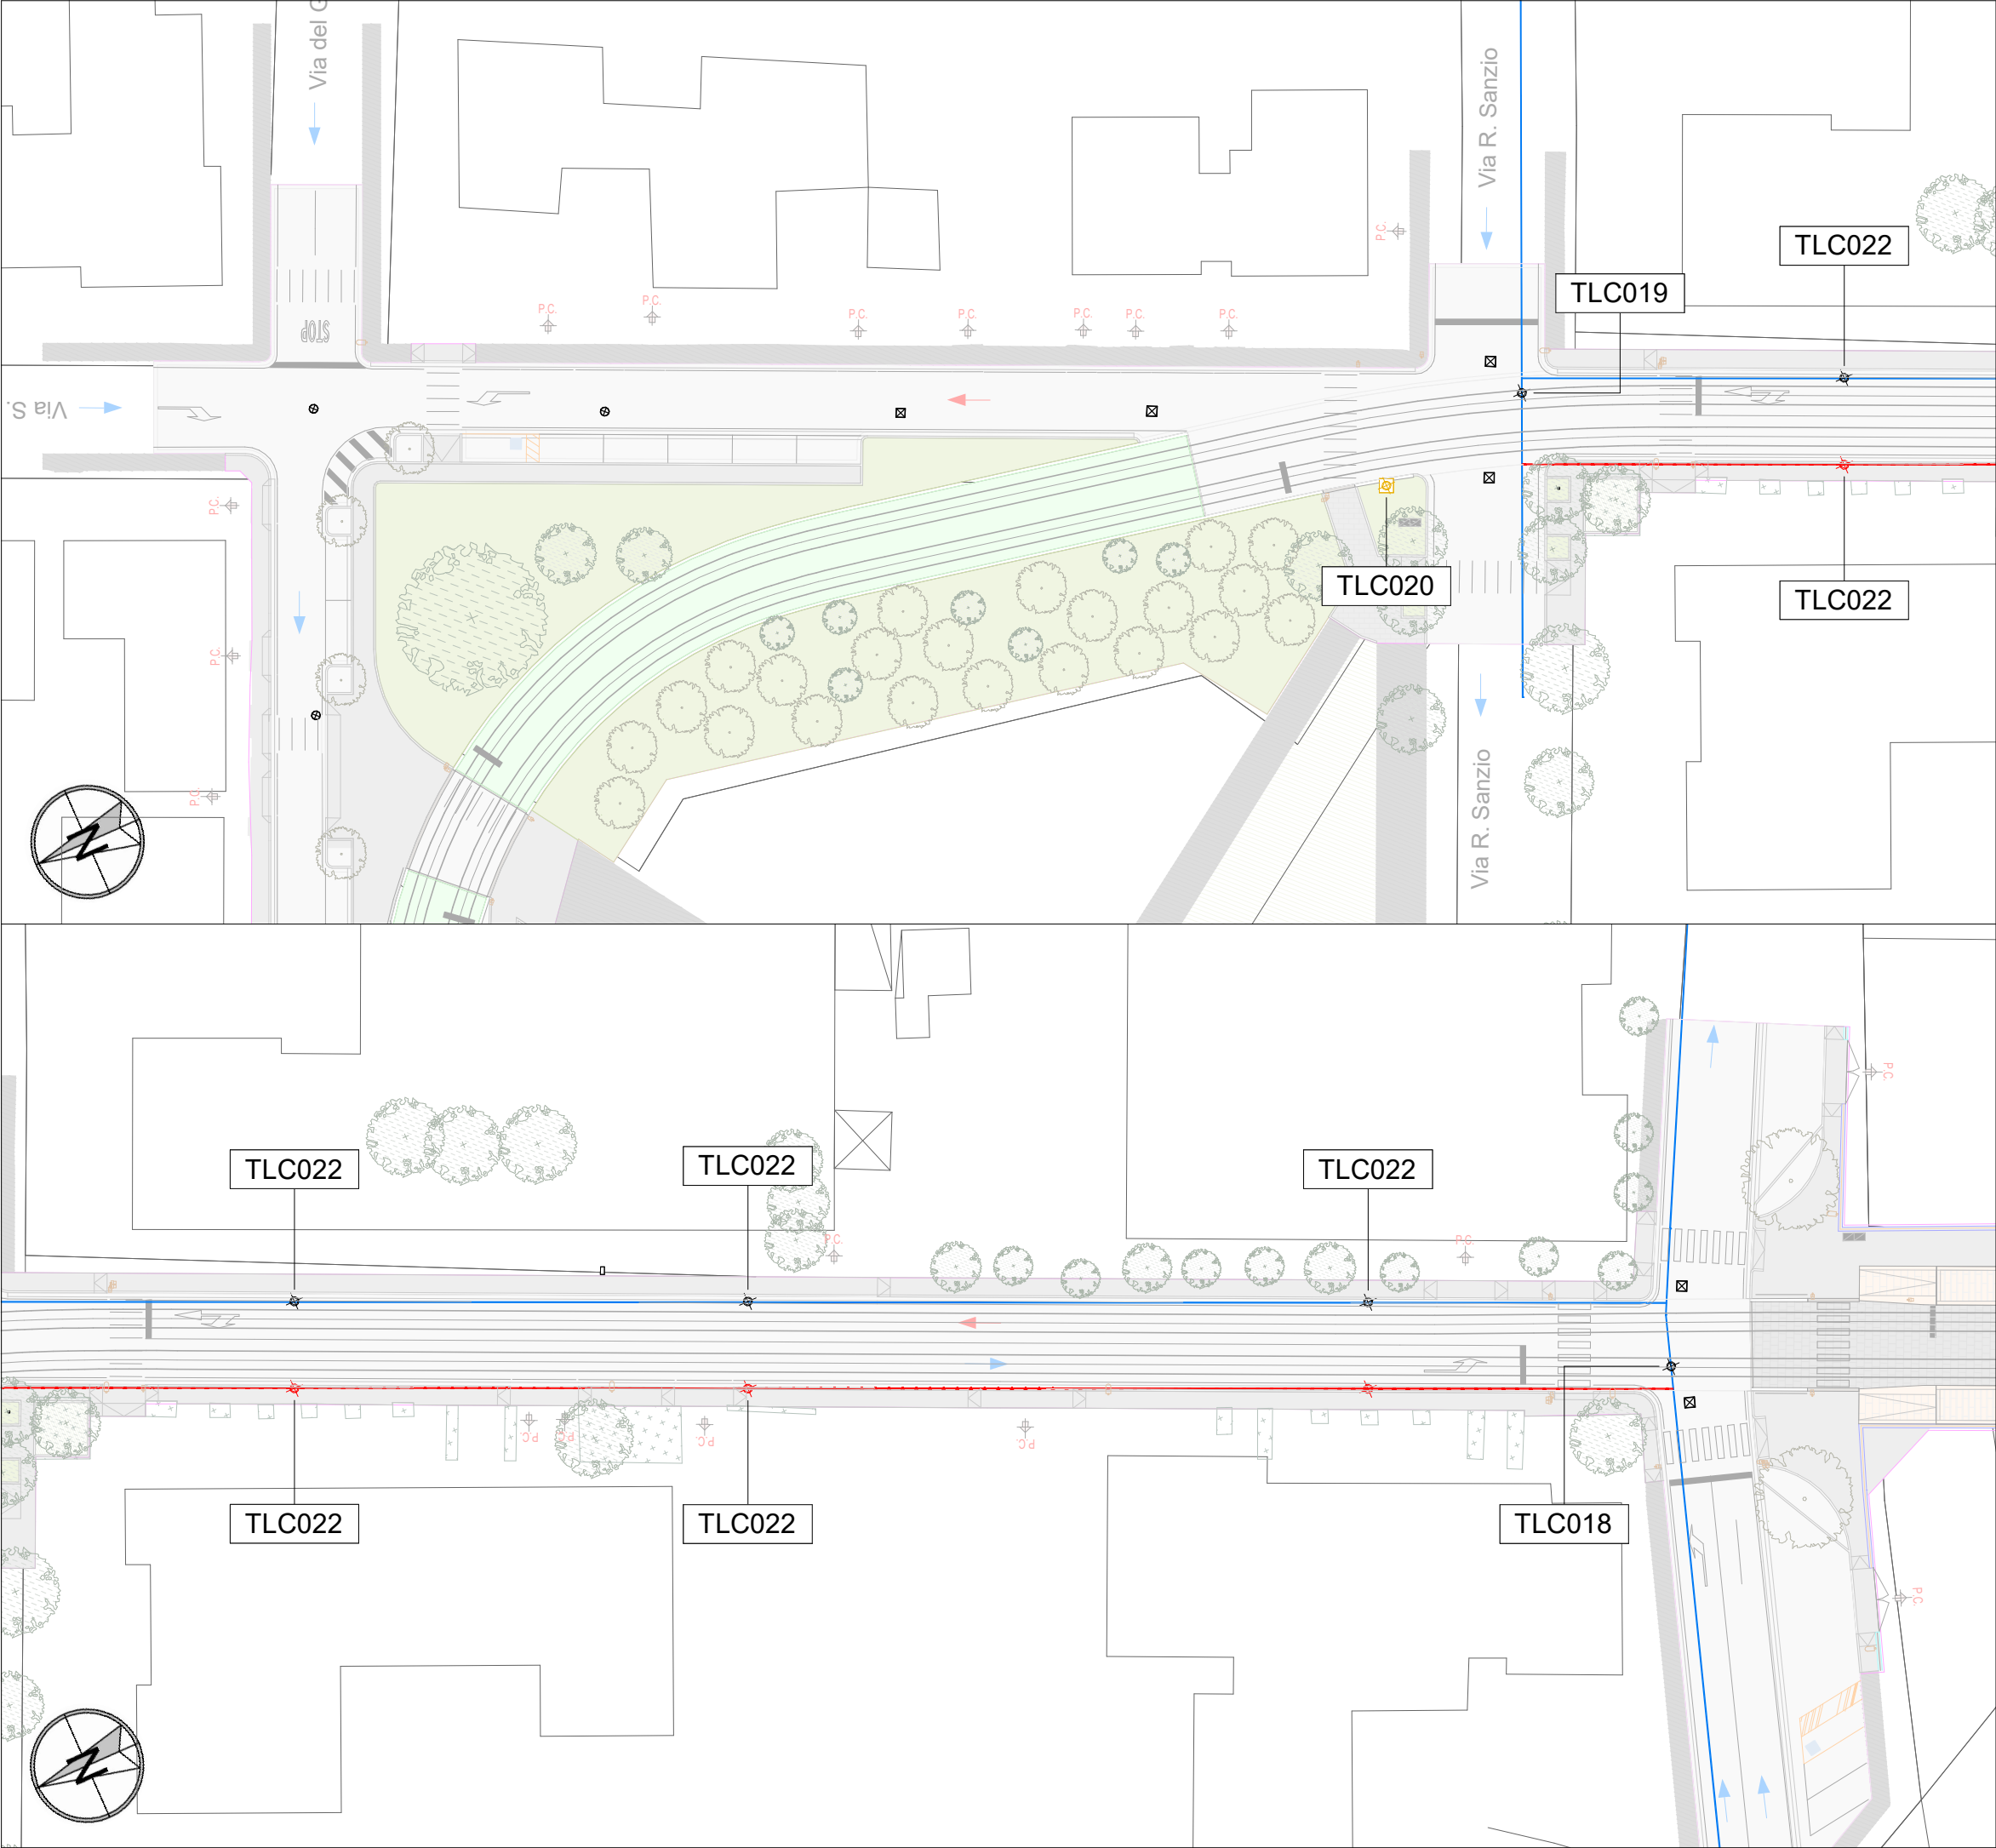 Via del G
Via R. Sanzio
TLC022
P.C.
TLC019
P.C.
P.C.
P.C.
P.C.
P.C.
P.C.
P.C.
STOP
Via S.
P.C.
TLC020
TLC022
P.C.
P.C.
Via R. Sanzio
N
P.C.
TLC022
TLC022
TLC022
P.C.
P.C.
P.C.
P.C.
P.C.
P.C.
TLC022
TLC022
TLC018
P.C.
N